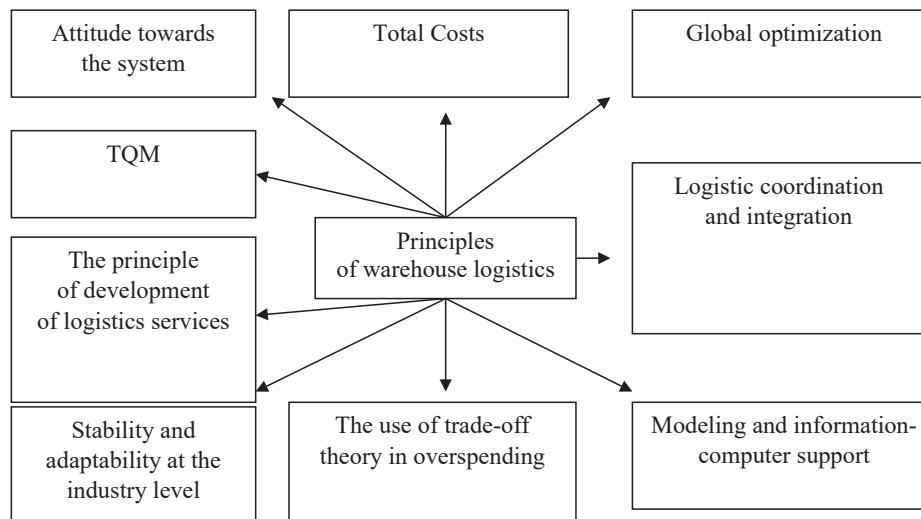 Attitude towards
the system
Total Costs
Global optimization
TQM
Logistic coordination
and integration
Principles
of warehouse logistics
The principle
of development
of logistics services
Stability and
adaptability at the
industry level
The use of trade-off
theory in overspending
Modeling and information-
computer support